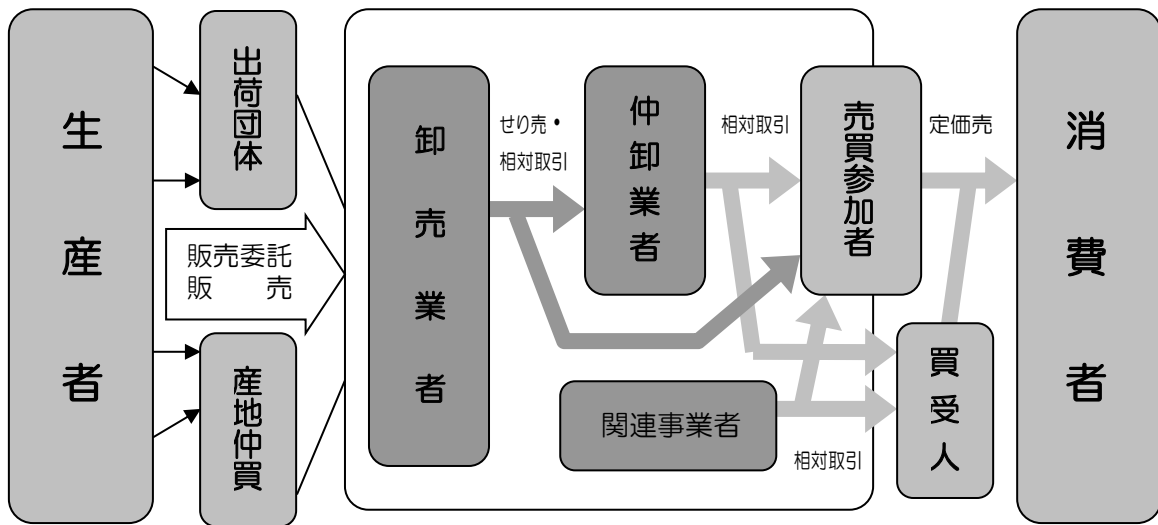 生産者
出荷団体
販売委託
販　　売
産地仲買
卸売業者
せり売・
相対取引
仲卸業者
相対取引
売買参加者
関連事業者
相対取引
買受人
定価売
消費者